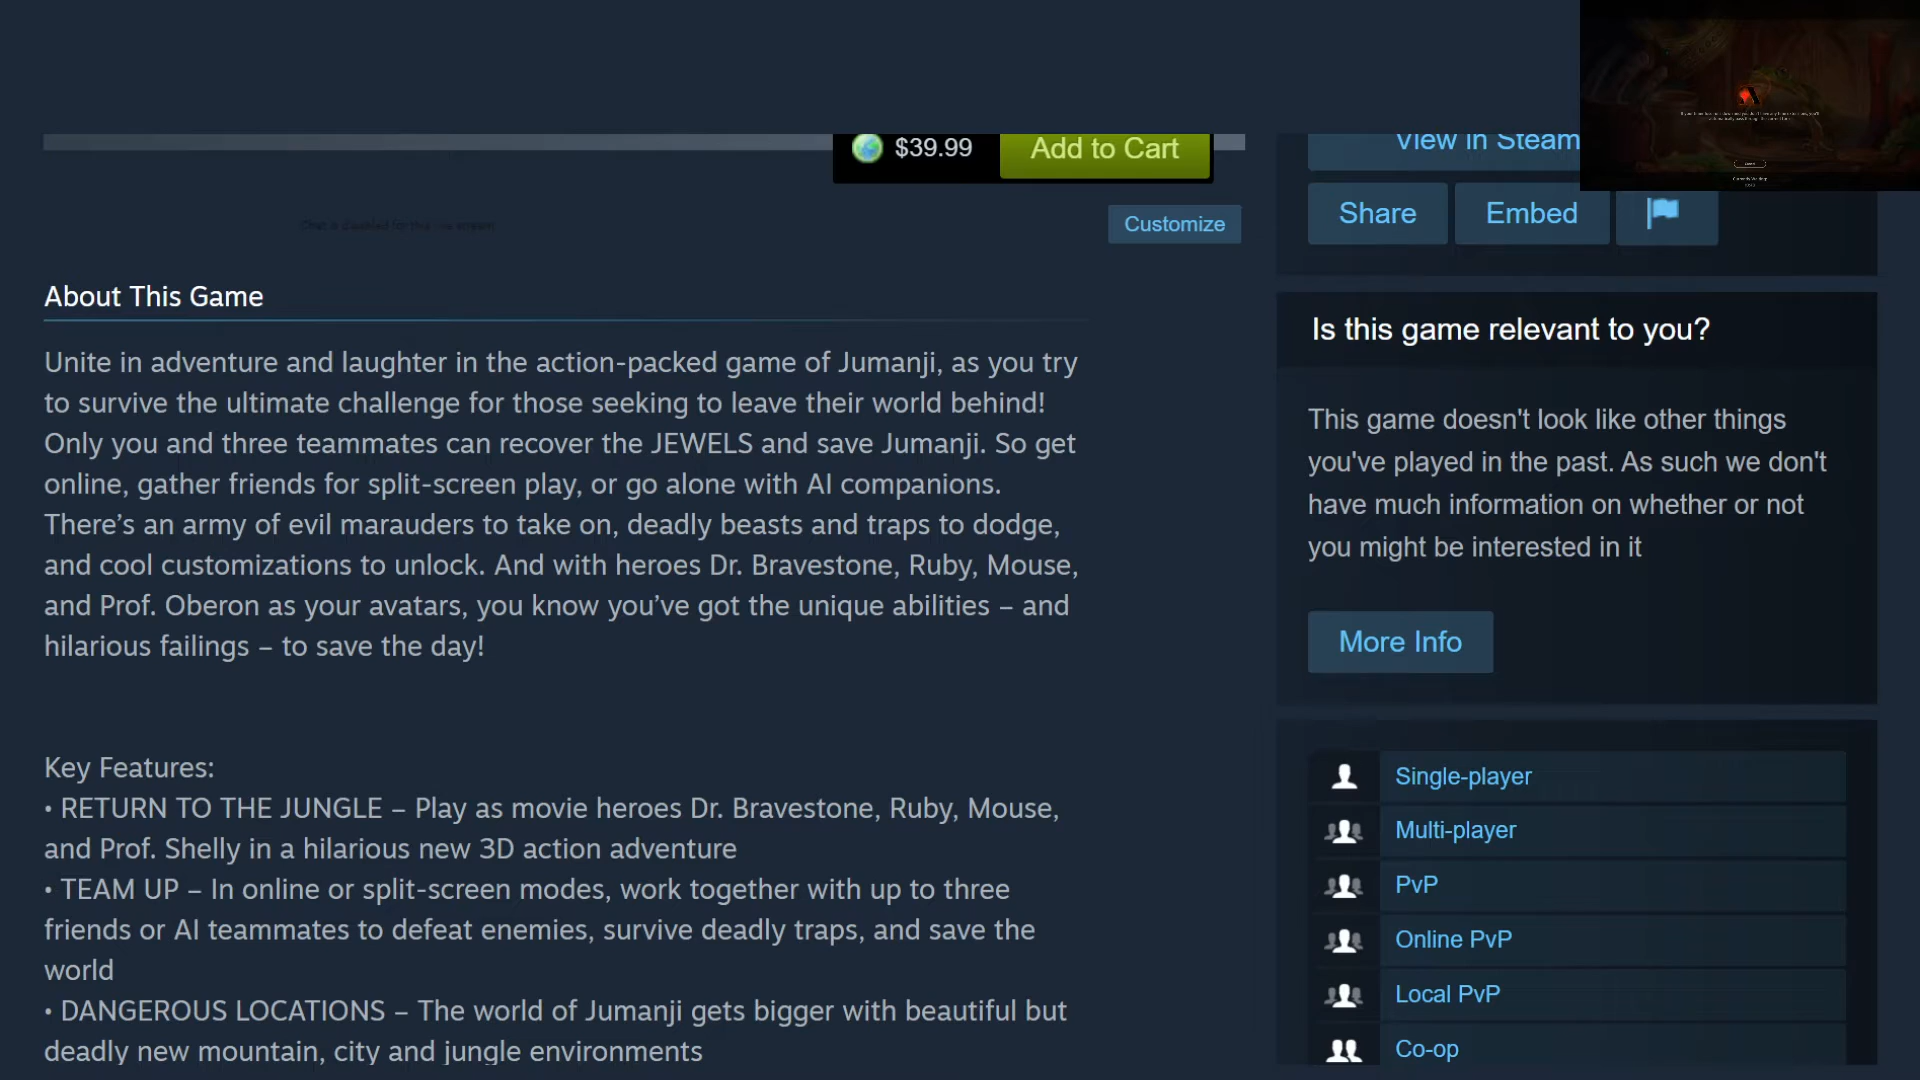 $39.99
Add to Cart
View in Steam
Share
Embed
Customize
About This Game
Unite in adventure and laughter in the action-packed game of Jumanji, as you try
to survive the ultimate challenge for those seeking to leave their world behind!
Only you and three teammates can recover the JEWELS and save Jumanji. So get
online, gather friends for split-screen play, or go alone with AI companions.
There’s an army of evil marauders to take on, deadly beasts and traps to dodge,
and cool customizations to unlock. And with heroes Dr. Bravestone, Ruby, Mouse,
and Prof. Oberon as your avatars, you know you’ve got the unique abilities – and
hilarious failings – to save the day!
Key Features:
• RETURN TO THE JUNGLE – Play as movie heroes Dr. Bravestone, Ruby, Mouse,
and Prof. Shelly in a hilarious new 3D action adventure
• TEAM UP – In online or split-screen modes, work together with up to three
friends or AI teammates to defeat enemies, survive deadly traps, and save the
world
• DANGEROUS LOCATIONS – The world of Jumanji gets bigger with beautiful but
deadly new mountain, city and jungle environments
Is this game relevant to you?
This game doesn't look like other things
you've played in the past. As such we don't
have much information on whether or not
you might be interested in it
More Info
Single-player
Multi-player
PvP
Online PvP
Local PvP
Co-op